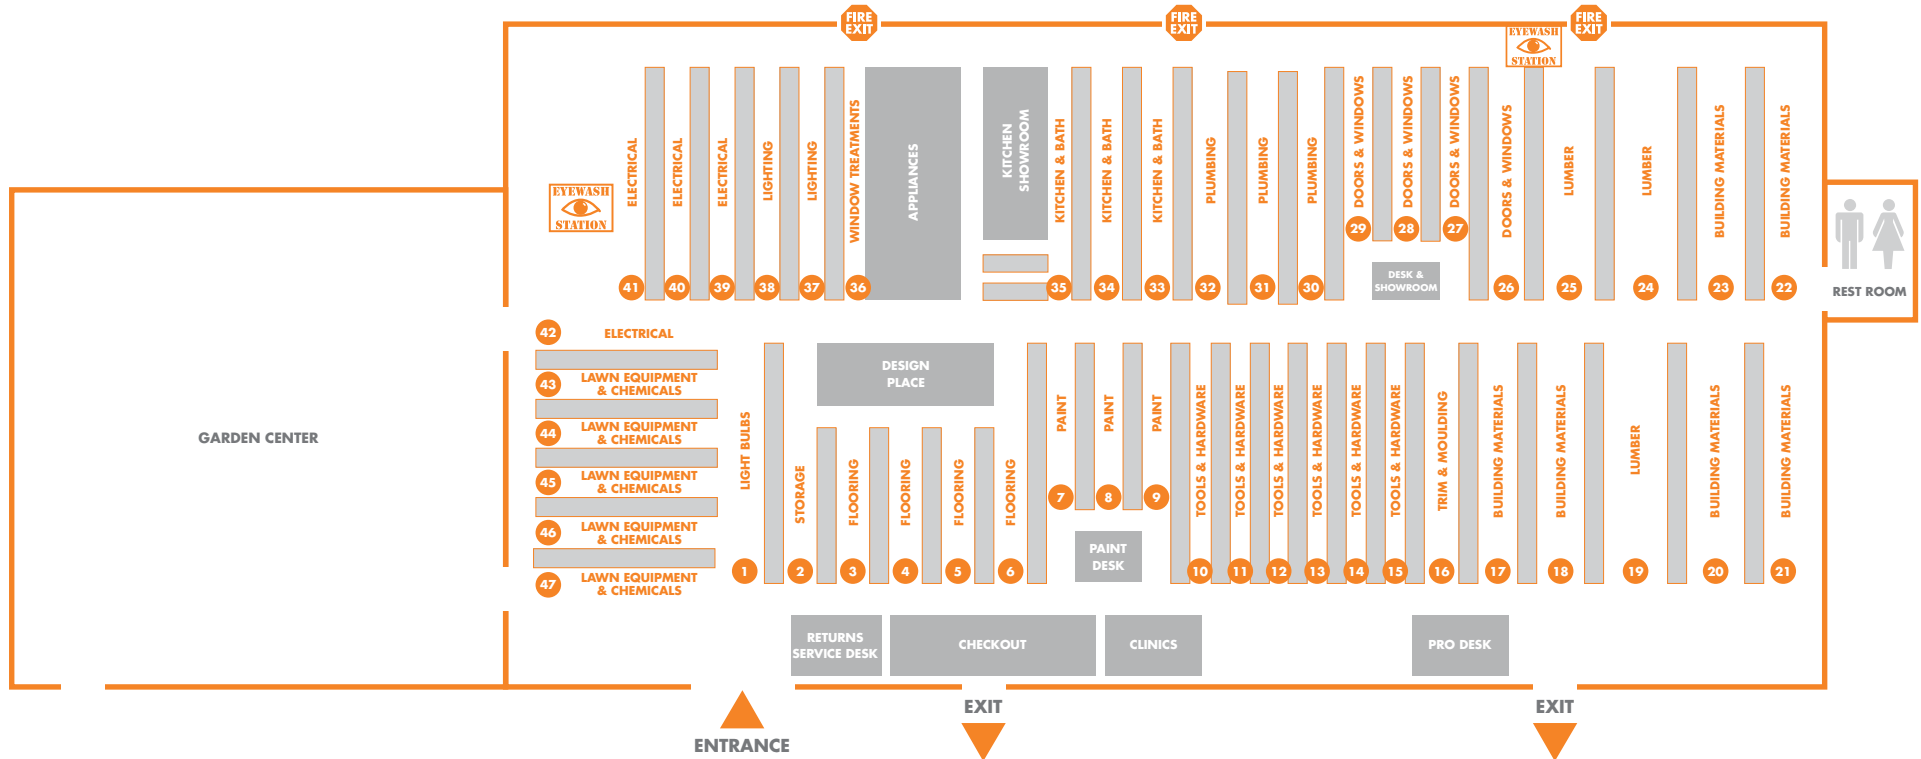 FIRE
EXIT
FIRE
EXIT
FIRE
EXIT
EYEWASH
STATION
EYEWASH
STATION
ELECTRICAL
41
ELECTRICAL
40
ELECTRICAL
39
LIGHTING
38
LIGHTING
37
WINDOW TREATMENTS
36
APPLIANCES
KITCHEN
SHOWROOM
KITCHEN & BATH
35
KITCHEN & BATH
34
KITCHEN & BATH
33
PLUMBING
32
PLUMBING
31
PLUMBING
30
DOORS & WINDOWS
29
DOORS & WINDOWS
28
DOORS & WINDOWS
27
DESK &
SHOWROOM
DOORS & WINDOWS
26
LUMBER
25
LUMBER
24
BUILDING MATERIALS
23
BUILDING MATERIALS
22
REST ROOM
GARDEN CENTER
42
ELECTRICAL
43
LAWN EQUIPMENT
& CHEMICALS
44
LAWN EQUIPMENT
& CHEMICALS
45
LAWN EQUIPMENT
& CHEMICALS
46
LAWN EQUIPMENT
& CHEMICALS
47
LAWN EQUIPMENT
& CHEMICALS
LIGHT BULBS
1
STORAGE
2
DESIGN
PLACE
FLOORING
3
FLOORING
4
FLOORING
5
FLOORING
6
PAINT
7
PAINT
8
PAINT
9
PAINT
DESK
TOOLS & HARDWARE
10
TOOLS & HARDWARE
11
TOOLS & HARDWARE
12
TOOLS & HARDWARE
13
TOOLS & HARDWARE
14
TOOLS & HARDWARE
15
TRIM & MOULDING
16
BUILDING MATERIALS
17
BUILDING MATERIALS
18
LUMBER
19
BUILDING MATERIALS
20
BUILDING MATERIALS
21
RETURNS
SERVICE DESK
CHECKOUT
CLINICS
PRO DESK
ENTRANCE
EXIT
EXIT